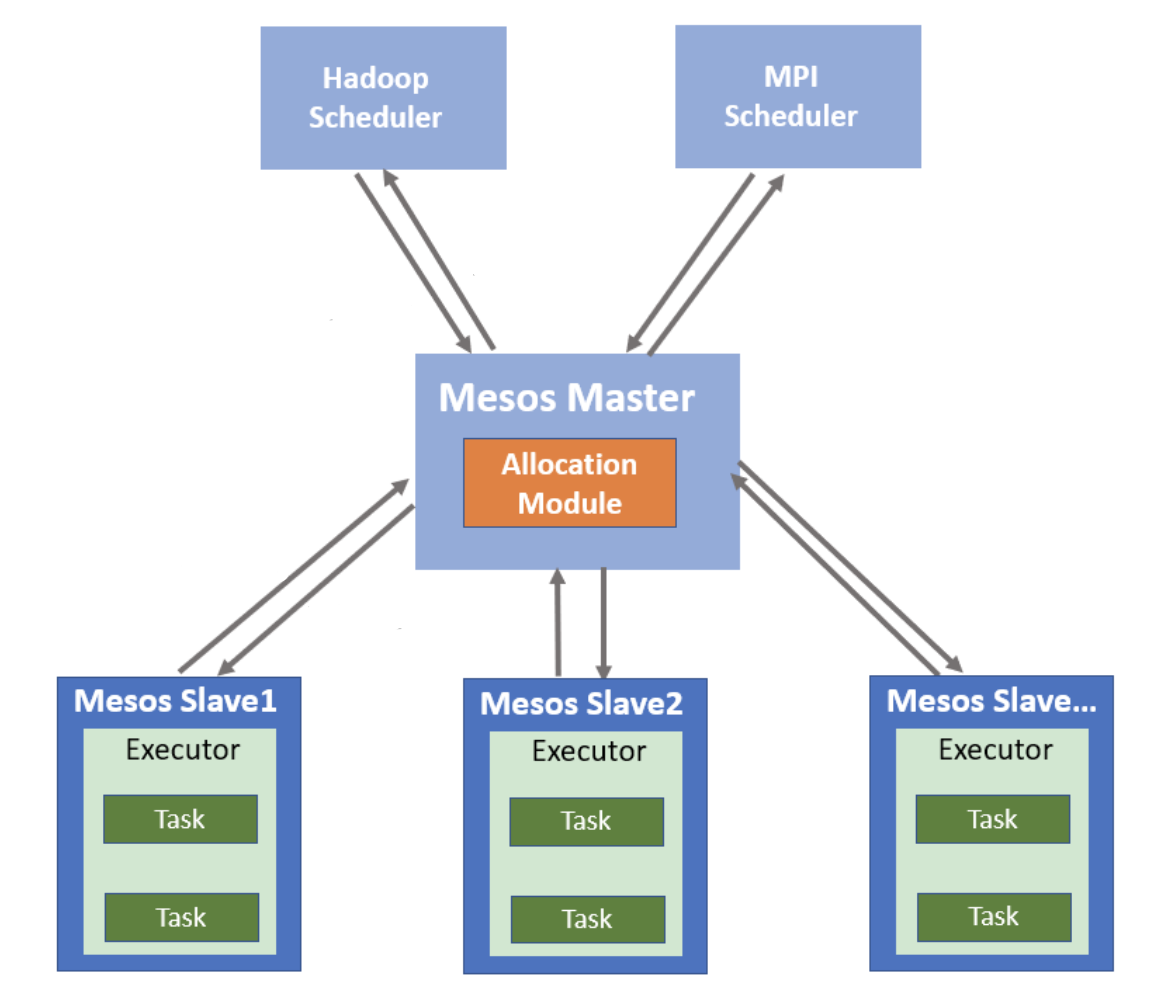 Hadoop
Scheduler
MPI
Scheduler
Mesos Master
Allocation
Module
Mesos Slave1
Executor
Task
Task
Mesos Slave2
Executor
Task
Task
Mesos Slave...
Executor
Task
Task